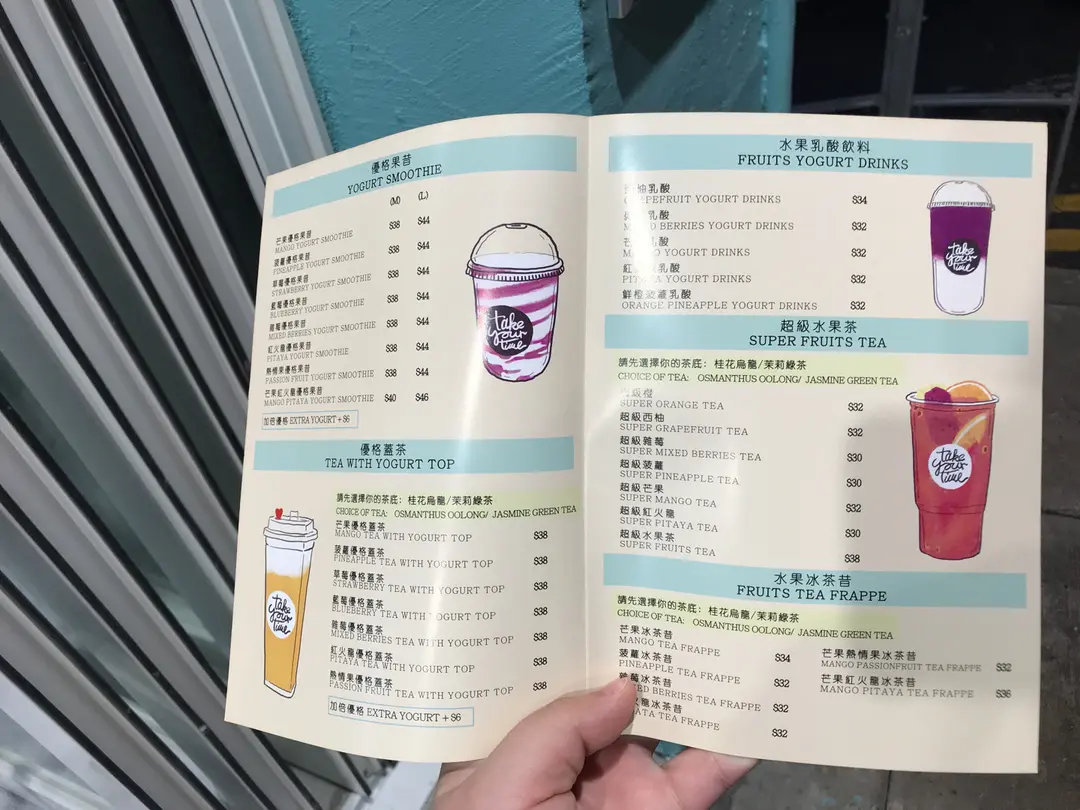 優格果昔
YOGURT SMOOTHIE
(M) (L)
芒果優格果昔
MANGO YOGURT SMOOTHIE $38 $44
菠蘿優格果昔
PINEAPPLE YOGURT SMOOTHIE $38 $44
草莓優格果昔
STRAWBERRY YOGURT SMOOTHIE $38 $44
藍莓優格果昔
BLUEBERRY YOGURT SMOOTHIE $38 $44
雜莓優格果昔
MIXED BERRIES YOGURT SMOOTHIE $38 $44
紅火龍優格果昔
PITAYA YOGURT SMOOTHIE $38 $44
熱情果優格果昔
PASSION FRUIT YOGURT SMOOTHIE $38 $44
芒果紅火龍優格果昔
MANGO PITAYA YOGURT SMOOTHIE $40 $46
加倍優格 EXTRA YOGURT + $6
take your time
優格蓋茶
TEA WITH YOGURT TOP
請先選擇你的茶底: 桂花烏龍/茉莉綠茶
CHOICE OF TEA: OSMANTHUS OOLONG/ JASMINE GREEN TEA
芒果優格蓋茶
MANGO TEA WITH YOGURT TOP $38
菠蘿優格蓋茶
PINEAPPLE TEA WITH YOGURT TOP $38
草莓優格蓋茶
STRAWBERRY TEA WITH YOGURT TOP $38
藍莓優格蓋茶
BLUEBERRY TEA WITH YOGURT TOP $38
雜莓優格蓋茶
MIXED BERRIES TEA WITH YOGURT TOP $38
紅火龍優格蓋茶
PITAYA TEA WITH YOGURT TOP $38
熱情果優格蓋茶
PASSION FRUIT TEA WITH YOGURT TOP $38
加倍優格 EXTRA YOGURT + $6
take your time
水果乳酸飲料
FRUITS YOGURT DRINKS
柚乳酸
GRAPEFRUIT YOGURT DRINKS $34
乳酸
MIXED BERRIES YOGURT DRINKS $32
芒果乳酸
MANGO YOGURT DRINKS $32
紅火龍乳酸
PITAYA YOGURT DRINKS $32
鮮橙菠蘿乳酸
ORANGE PINEAPPLE YOGURT DRINKS $32
take your time
超級水果茶
SUPER FRUITS TEA
請先選擇你的茶底: 桂花烏龍/茉莉綠茶
CHOICE OF TEA: OSMANTHUS OOLONG/ JASMINE GREEN TEA
超級橙
SUPER ORANGE TEA $32
超級西柚
SUPER GRAPEFRUIT TEA $32
超級雜莓
SUPER MIXED BERRIES TEA $30
超級菠蘿
SUPER PINEAPPLE TEA $30
超級芒果
SUPER MANGO TEA $32
超級紅火龍
SUPER PITAYA TEA $30
超級水果茶
SUPER FRUITS TEA $38
take your time
水果冰茶昔
FRUITS TEA FRAPPE
請先選擇你的茶底: 桂花烏龍/茉莉綠茶
CHOICE OF TEA: OSMANTHUS OOLONG/ JASMINE GREEN TEA
芒果冰茶昔
MANGO TEA FRAPPE $34
菠蘿冰茶昔
PINEAPPLE TEA FRAPPE $32
雜莓冰茶昔
MIXED BERRIES TEA FRAPPE $32
火龍冰茶昔
TEA FRAPPE $32
芒果熱情果冰茶昔
MANGO PASSIONFRUIT TEA FRAPPE $32
芒果紅火龍冰茶昔
MANGO PITAYA TEA FRAPPE $36